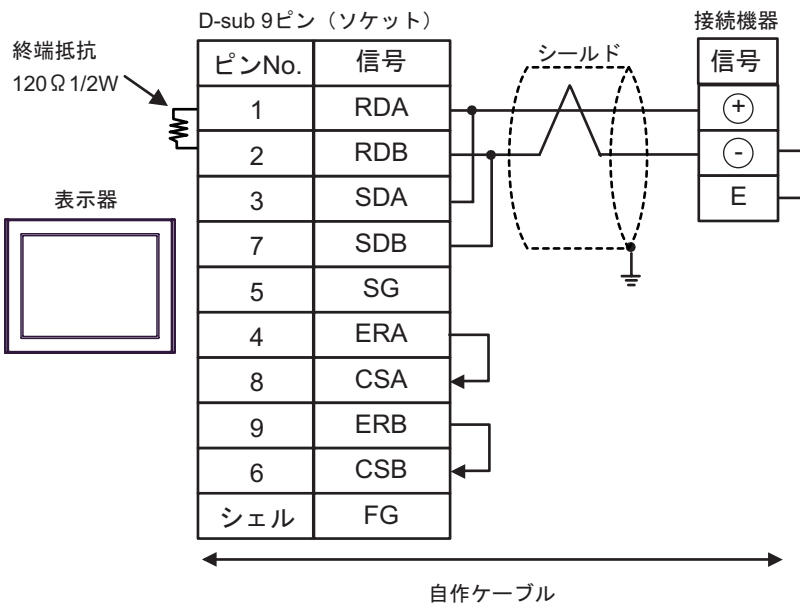 D-sub 9ピン（ソケット）
接続機器
終端抵抗
120Ω1/2W
シールド
ピンNo. 信号 信号
1 RDA +
2 RDB -
3 SDA E
表示器
7 SDB
5 SG
4 ERA
8 CSA
9 ERB
6 CSB
シェル FG
自作ケーブル